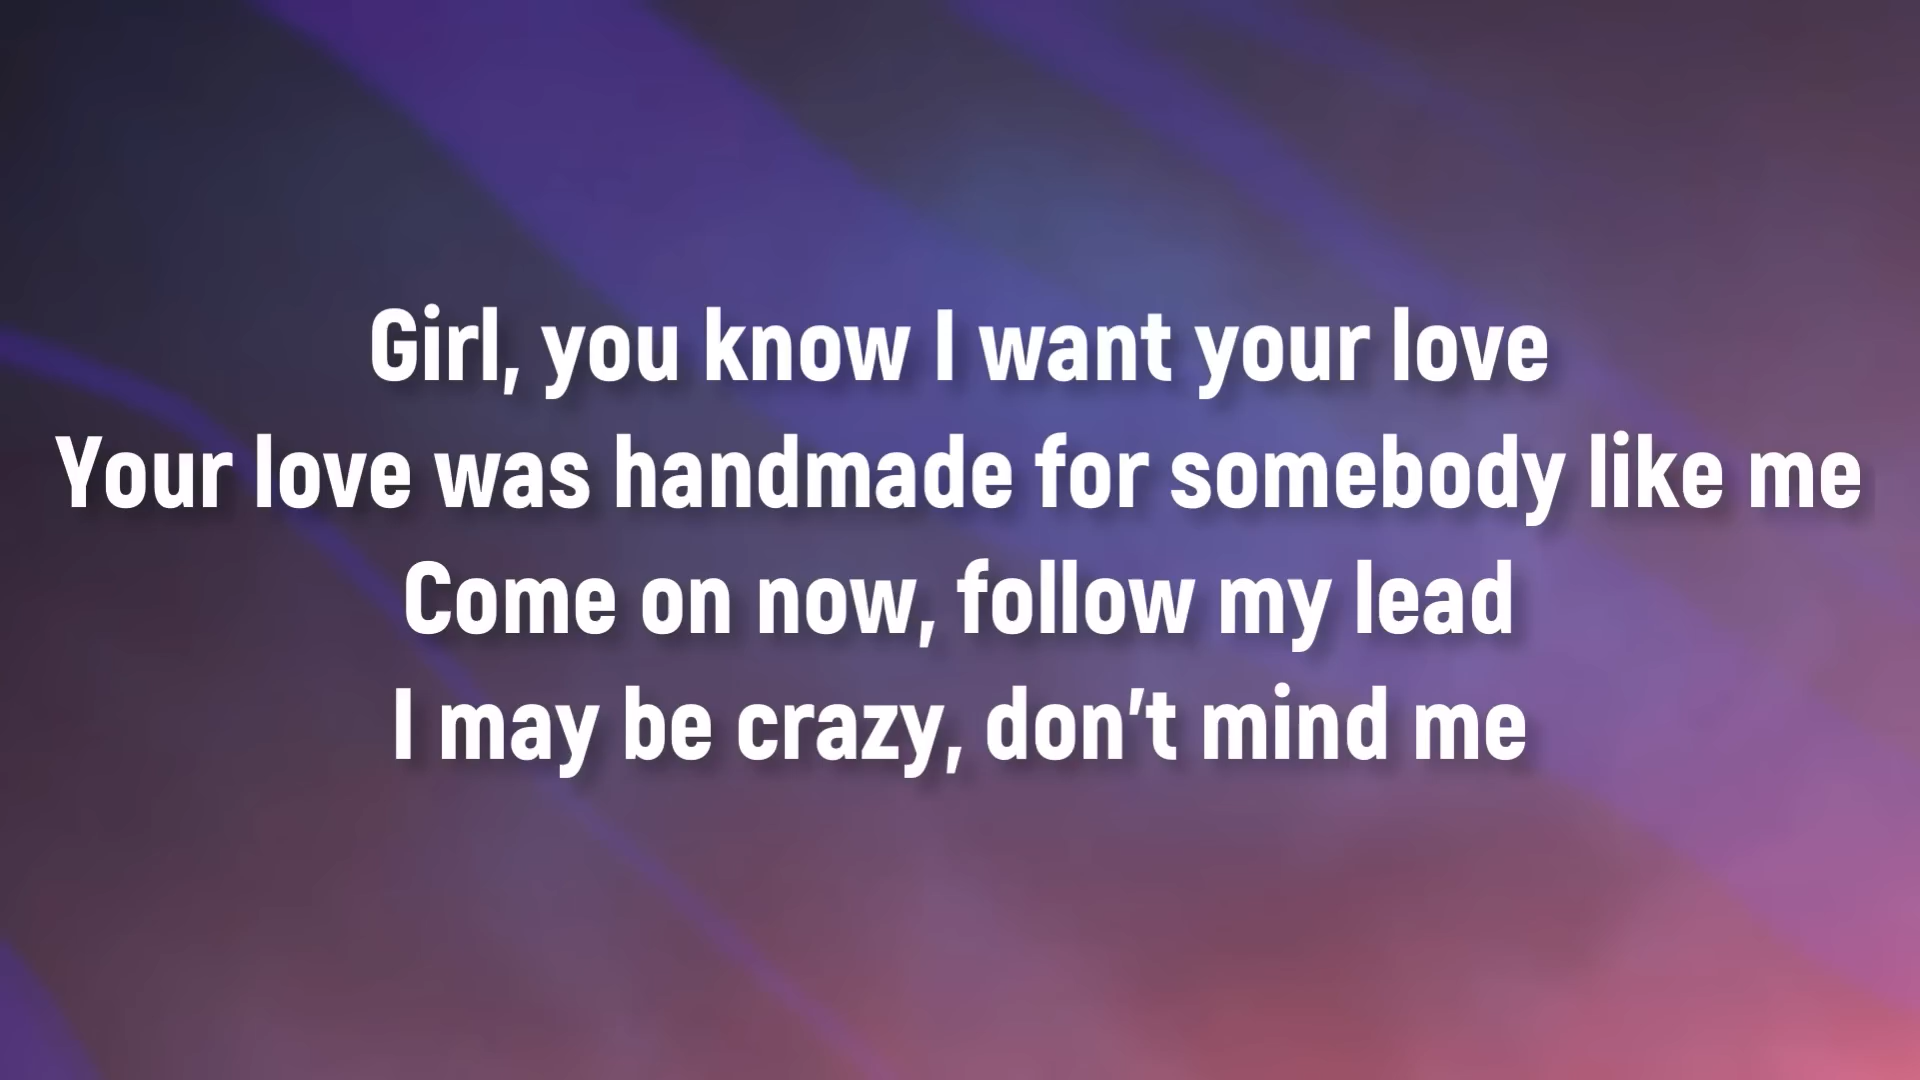 Girl, you know I want your love
Your love was handmade for somebody like me
Come on now, follow my lead
I may be crazy, don't mind me